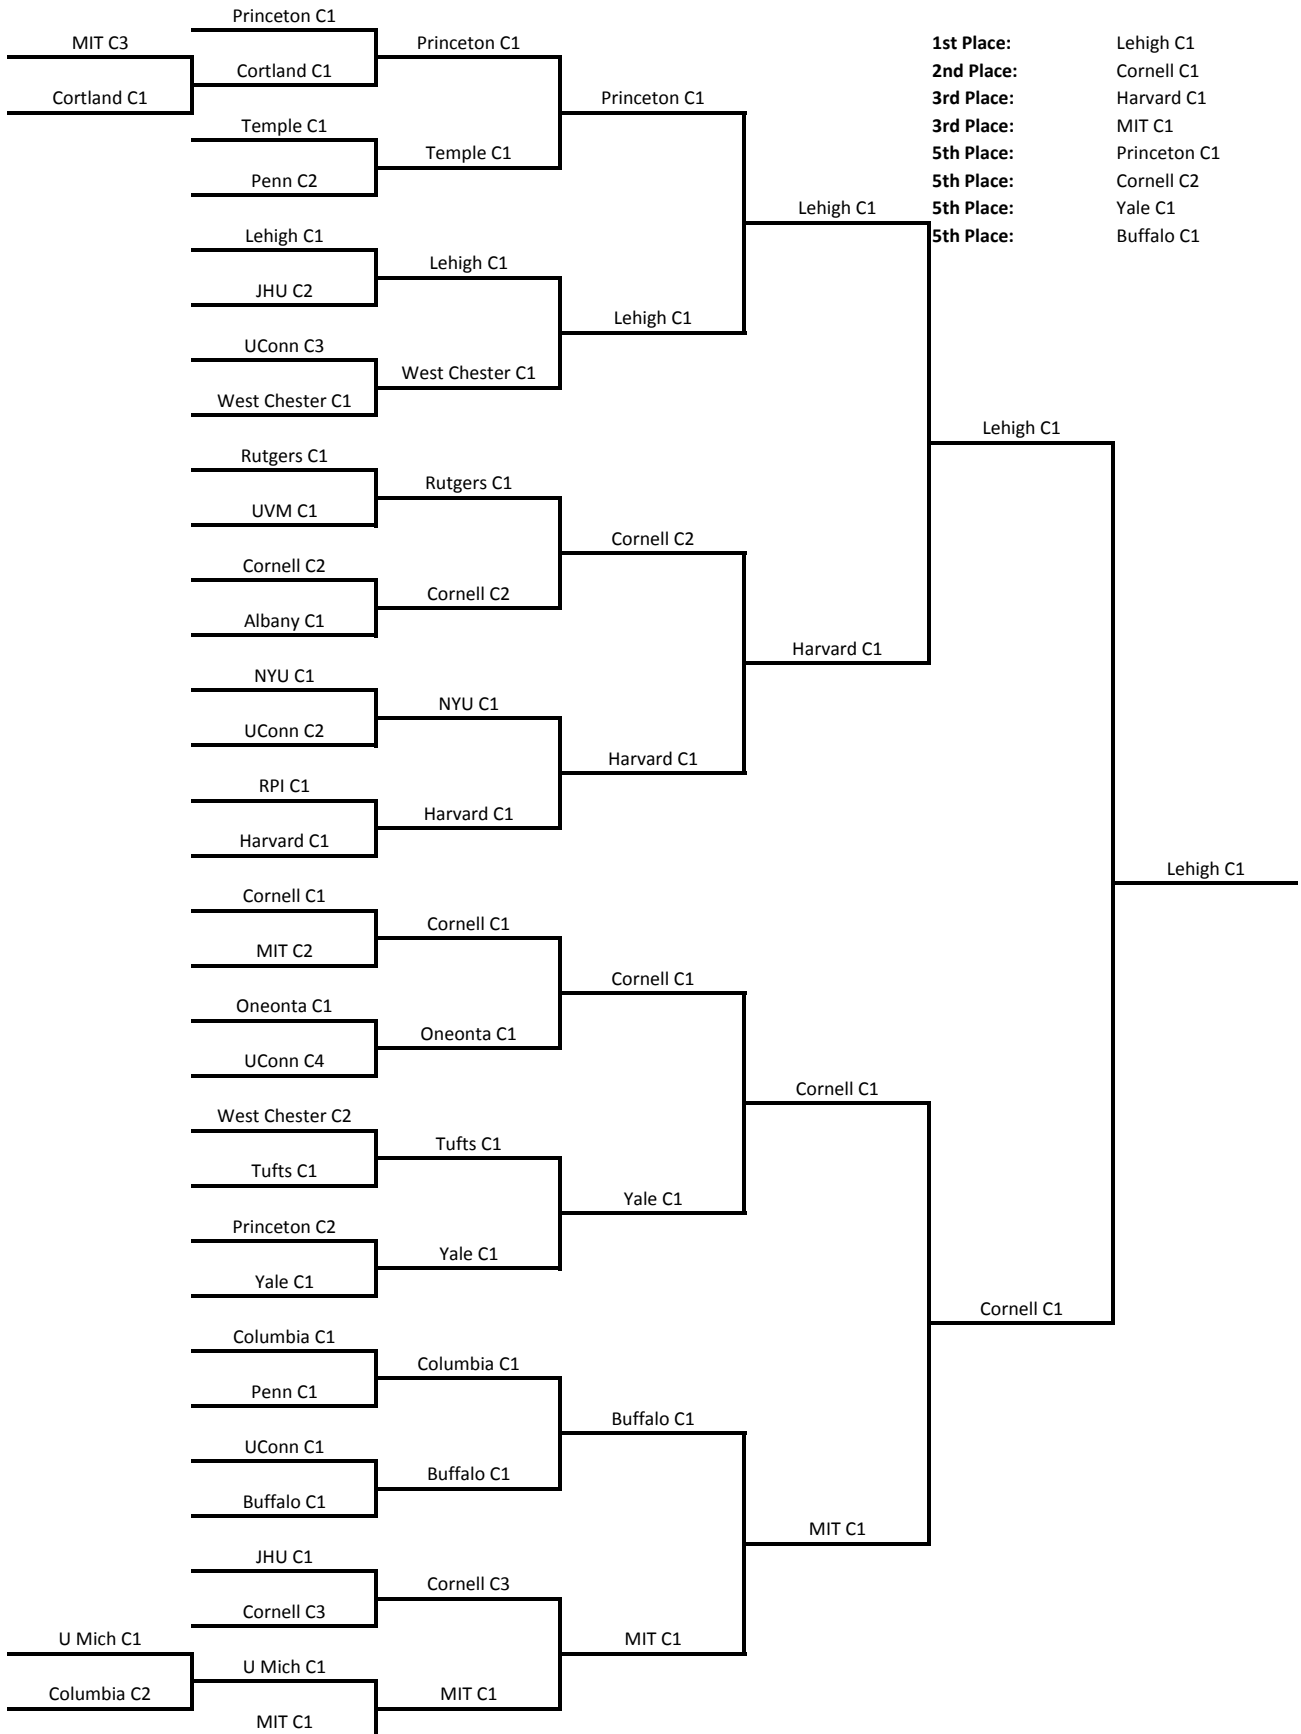 Princeton C1
MIT C3
Princeton C1
1st Place: Lehigh C1
Cortland C1
2nd Place: Cornell C1
Cortland C1
Princeton C1
3rd Place: Harvard C1
Temple C1
3rd Place: MIT C1
Temple C1
5th Place: Princeton C1
Penn C2
5th Place: Cornell C2
Lehigh C1
5th Place: Yale C1
Lehigh C1
5th Place: Buffalo C1
Lehigh C1
JHU C2
Lehigh C1
UConn C3
West Chester C1
West Chester C1
Lehigh C1
Rutgers C1
Rutgers C1
UVM C1
Cornell C2
Cornell C2
Cornell C2
Albany C1
Harvard C1
NYU C1
NYU C1
UConn C2
Harvard C1
RPI C1
Harvard C1
Harvard C1
Lehigh C1
Cornell C1
Cornell C1
MIT C2
Cornell C1
Oneonta C1
Oneonta C1
UConn C4
Cornell C1
West Chester C2
Tufts C1
Tufts C1
Yale C1
Princeton C2
Yale C1
Yale C1
Cornell C1
Columbia C1
Columbia C1
Penn C1
Buffalo C1
UConn C1
Buffalo C1
Buffalo C1
MIT C1
JHU C1
Cornell C3
Cornell C3
U Mich C1
MIT C1
U Mich C1
Columbia C2
MIT C1
MIT C1